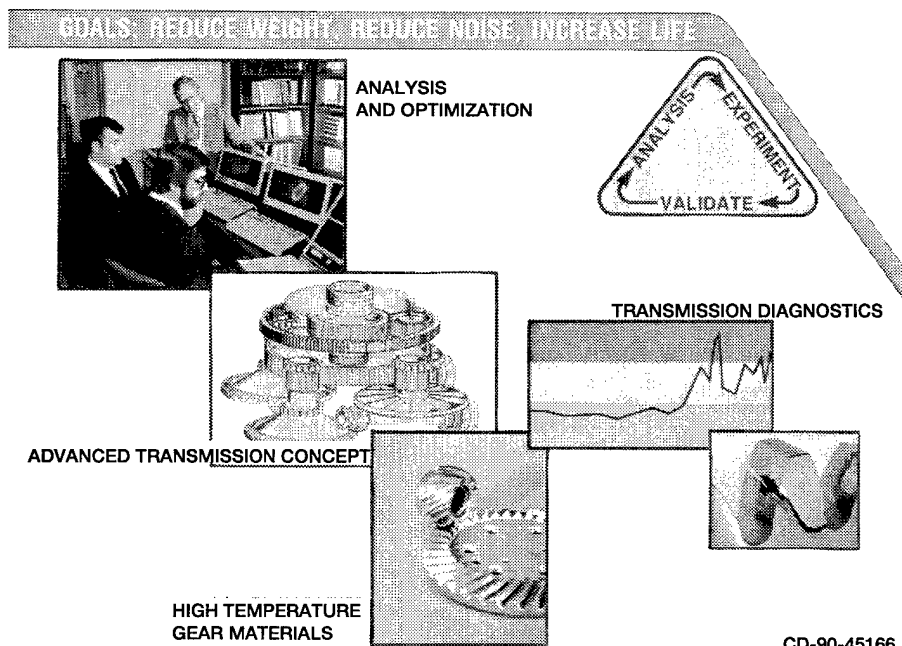 GOALS: REDUCE WEIGHT, REDUCE NOISE, INCREASE LIFE
ANALYSIS
AND OPTIMIZATION
ANALYSIS
EXPERIMENT
VALIDATE
TRANSMISSION DIAGNOSTICS
ADVANCED TRANSMISSION CONCEPT
HIGH TEMPERATURE
GEAR MATERIALS
CD-90-45166